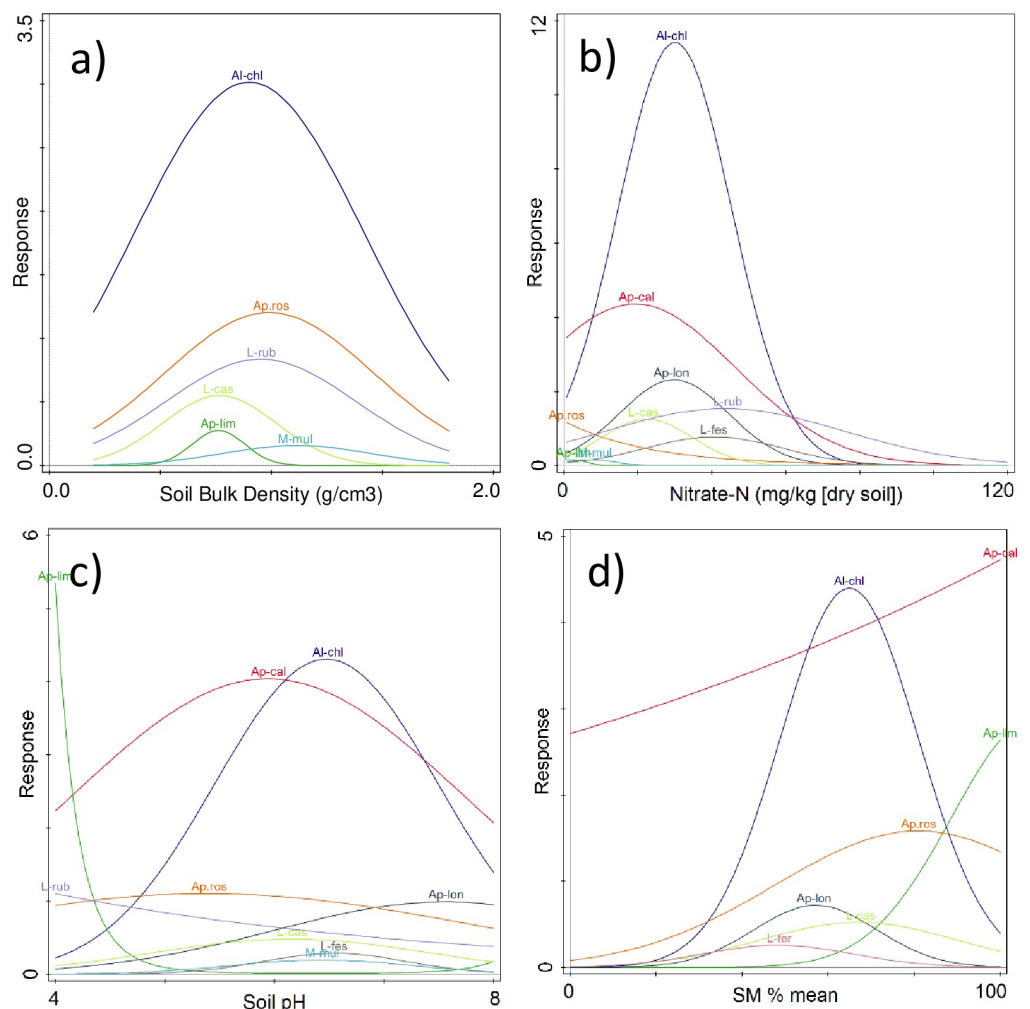 a)
3.5
Response
0.0
Al-chl
Ap.ros
L-rub
L-cas
Ap-lim
M-mul
0.0
Soil Bulk Density (g/cm3)
2.0
b)
12
Response
0
Al-chl
Ap-cal
Ap-lon
L-rub
Ap.ros
L-cas
L-fes
Ap-lim
M-mul
0
Nitrate-N (mg/kg [dry soil])
120
c)
6
Response
0
Ap-lim
Al-chl
Ap-cal
L-rub
Ap.ros
Ap-lon
L-cas
L-fes
M-mul
4
Soil pH
8
d)
5
Response
0
Ap-cal
Al-chl
Ap-lim
Ap.ros
Ap-lon
L-cas
L-ter
0
SM % mean
100